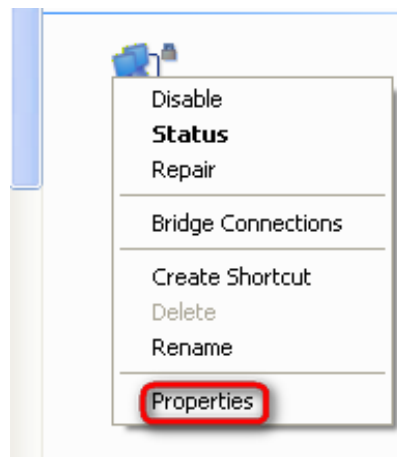 Disable
Status
Repair
Bridge Connections
Create Shortcut
Delete
Rename
Properties